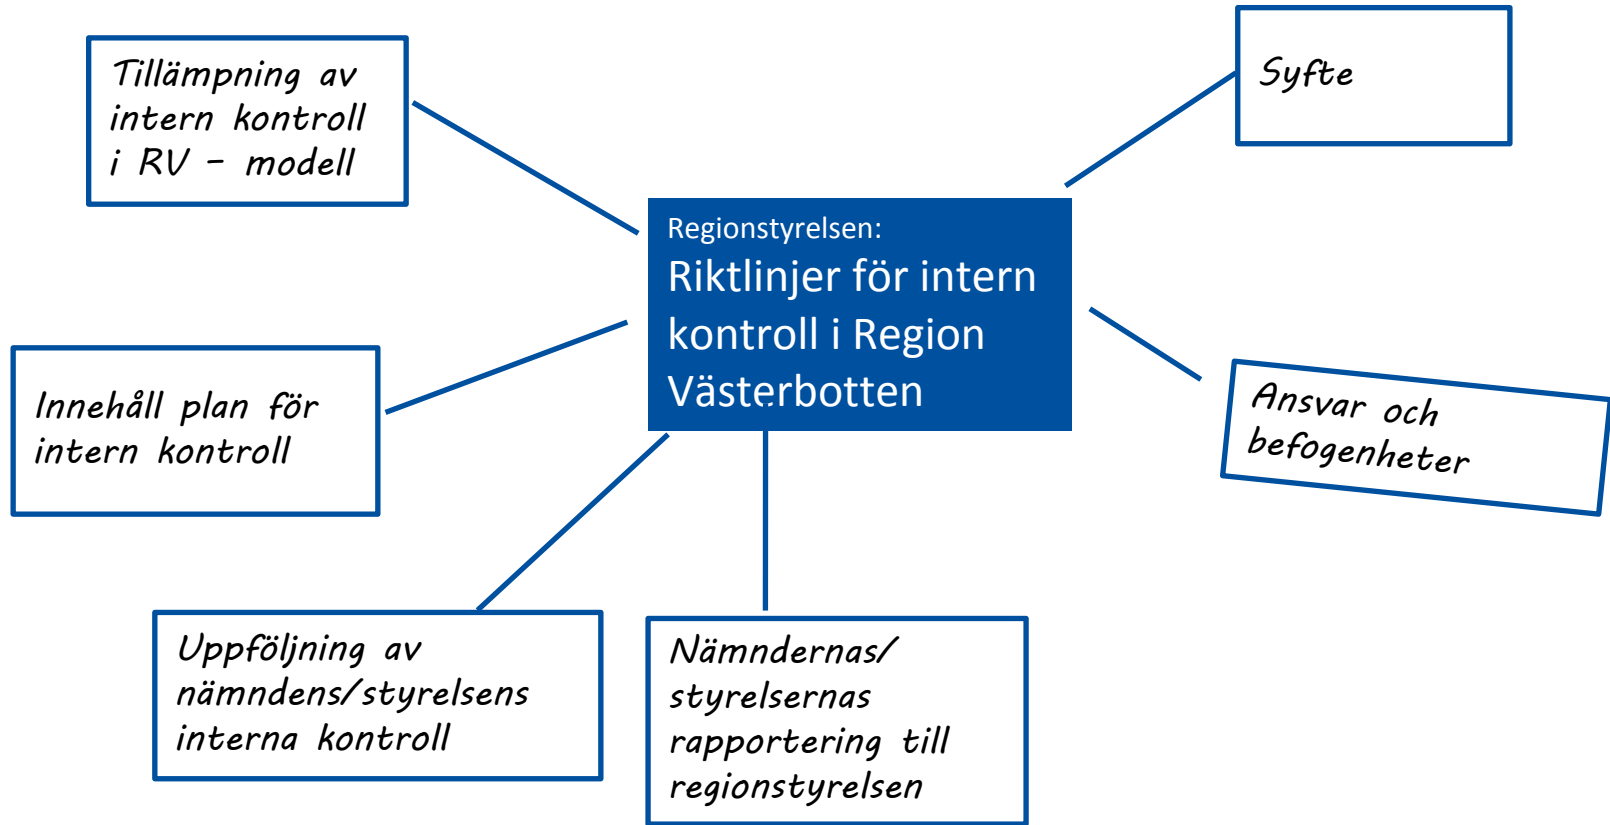 Tillämpning av
intern kontroll
i RV – modell
Syfte
Regionstyrelsen:
Riktlinjer för intern
kontroll i Region
Västerbotten
Innehåll plan för
intern kontroll
Ansvar och
befogenheter
Uppföljning av
nämndens/styrelsens
interna kontroll
Nämndernas/
styrelsernas
rapportering till
regionstyrelsen